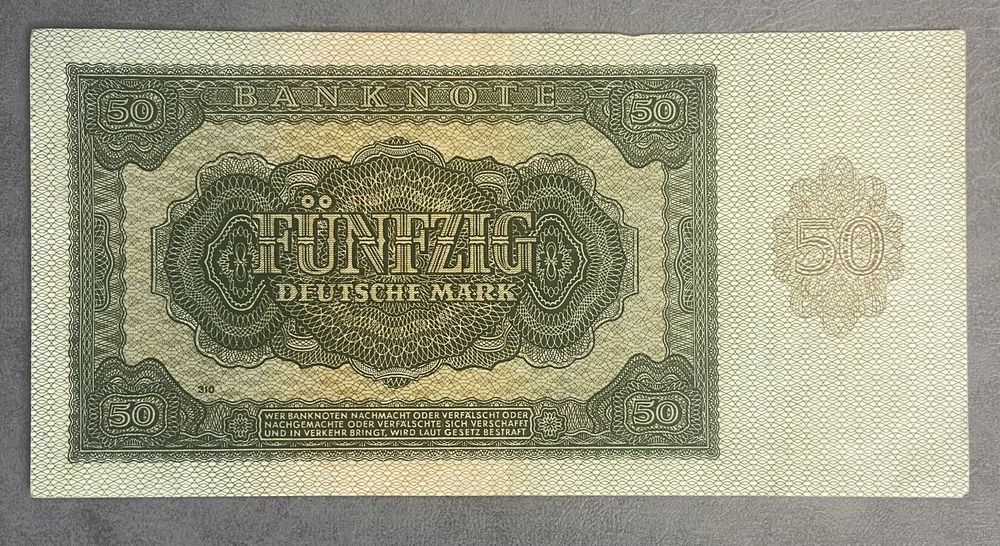 50 BANKNOTE 50
FÜNFZIG
DEUTSCHE MARK
50
310
50 WER BANKNOTEN NACHMACHT ODER VERFÄLSCHT ODER 50
NACHGEMACHTE ODER VERFÄLSCHTE SICH VERSCHAFFT
UND IN VERKEHR BRINGT, WIRD LAUT GESETZ BESTRAFT